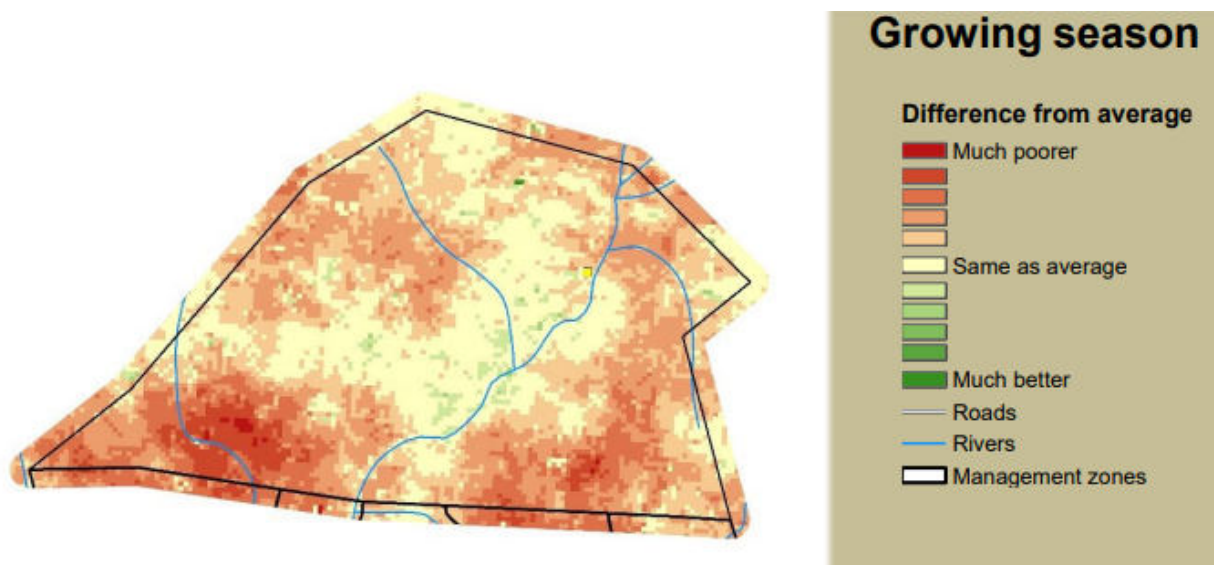 Growing season
Difference from average
Much poorer
Same as average
Much better
Roads
Rivers
Management zones